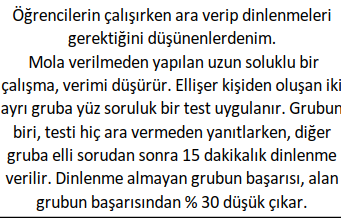 Öğrencilerin çalışırken ara verip dinlenmeleri
gerektiğini düşünenlerdenim.
Mola verilmeden yapılan uzun soluklu bir
çalışma, verimi düşürür. Ellişer kişiden oluşan iki
ayrı gruba yüz soruluk bir test uygulanır. Grubun
biri, testi hiç ara vermeden yanıtlarken, diğer
gruba elli sorudan sonra 15 dakikalık dinlenme
verilir. Dinlenme almayan grubun başarısı, alan
grubun başarısından % 30 düşük çıkar.